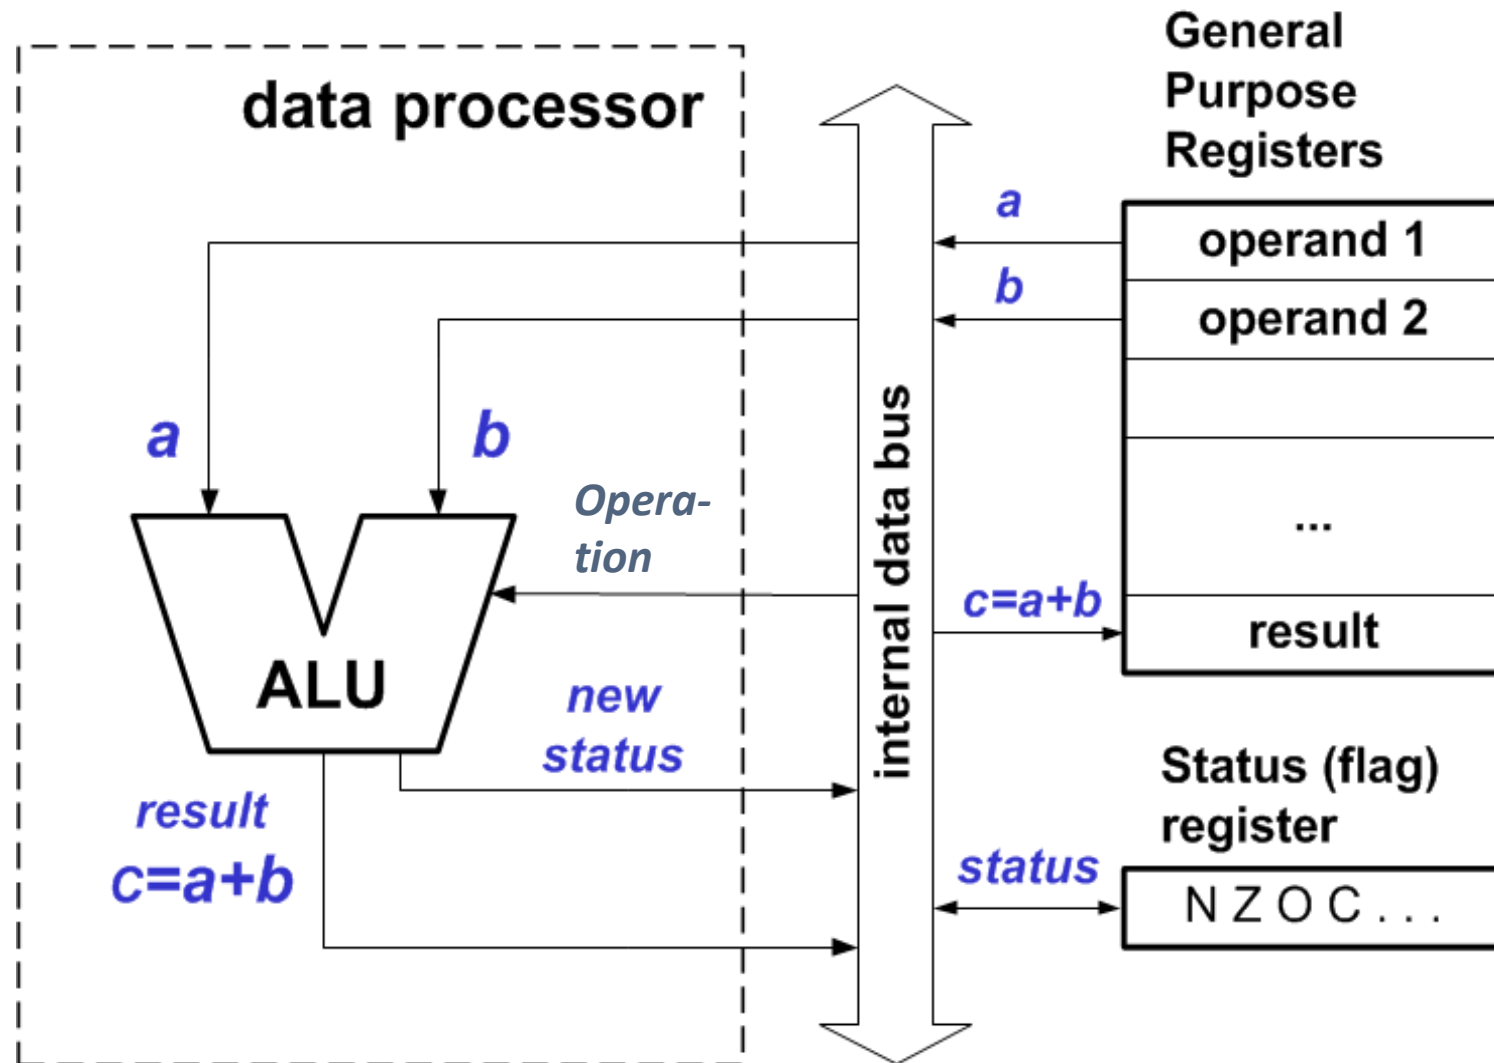 data processor
General
Purpose
Registers
a
operand 1
b
operand 2
a
b
Opera-
tion
internal data bus
...
c=a+b
result
ALU
new
status
result
c=a+b
Status (flag)
register
status
N Z O C . . .